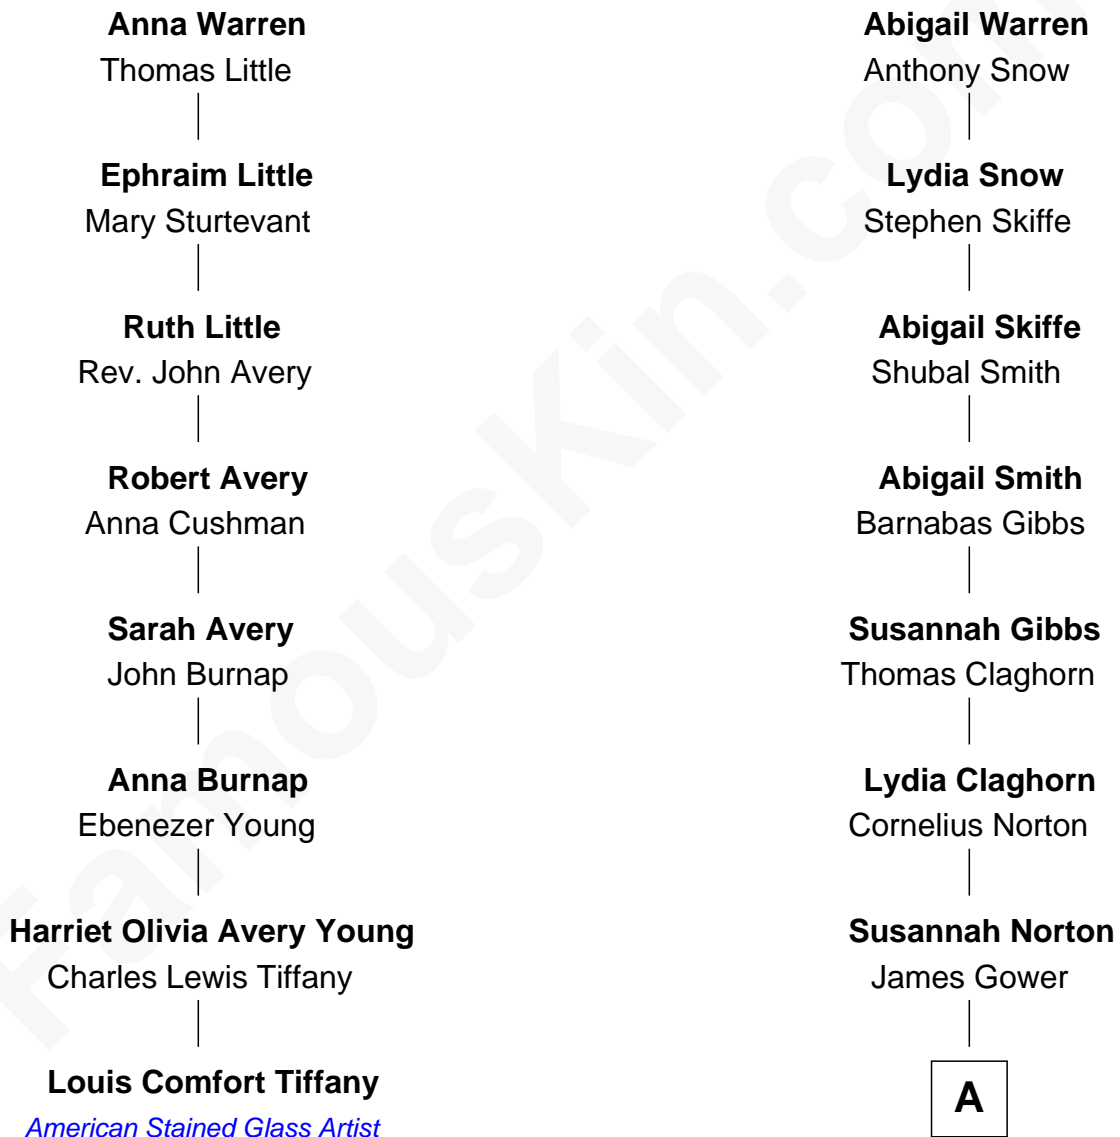 Anna Warren
Thomas Little
Ephraim Little
Mary Sturtevant
Ruth Little
Rev. John Avery
Robert Avery
Anna Cushman
Sarah Avery
John Burnap
Anna Burnap
Ebenezer Young
Harriet Olivia Avery Young
Charles Lewis Tiffany
Louis Comfort Tiffany
American Stained Glass Artist
Abigail Warren
Anthony Snow
Lydia Snow
Stephen Skiffe
Abigail Skiffe
Shubal Smith
Abigail Smith
Barnabas Gibbs
Susannah Gibbs
Thomas Claghorn
Lydia Claghorn
Cornelius Norton
Susannah Norton
James Gower
A
FamousKin.com